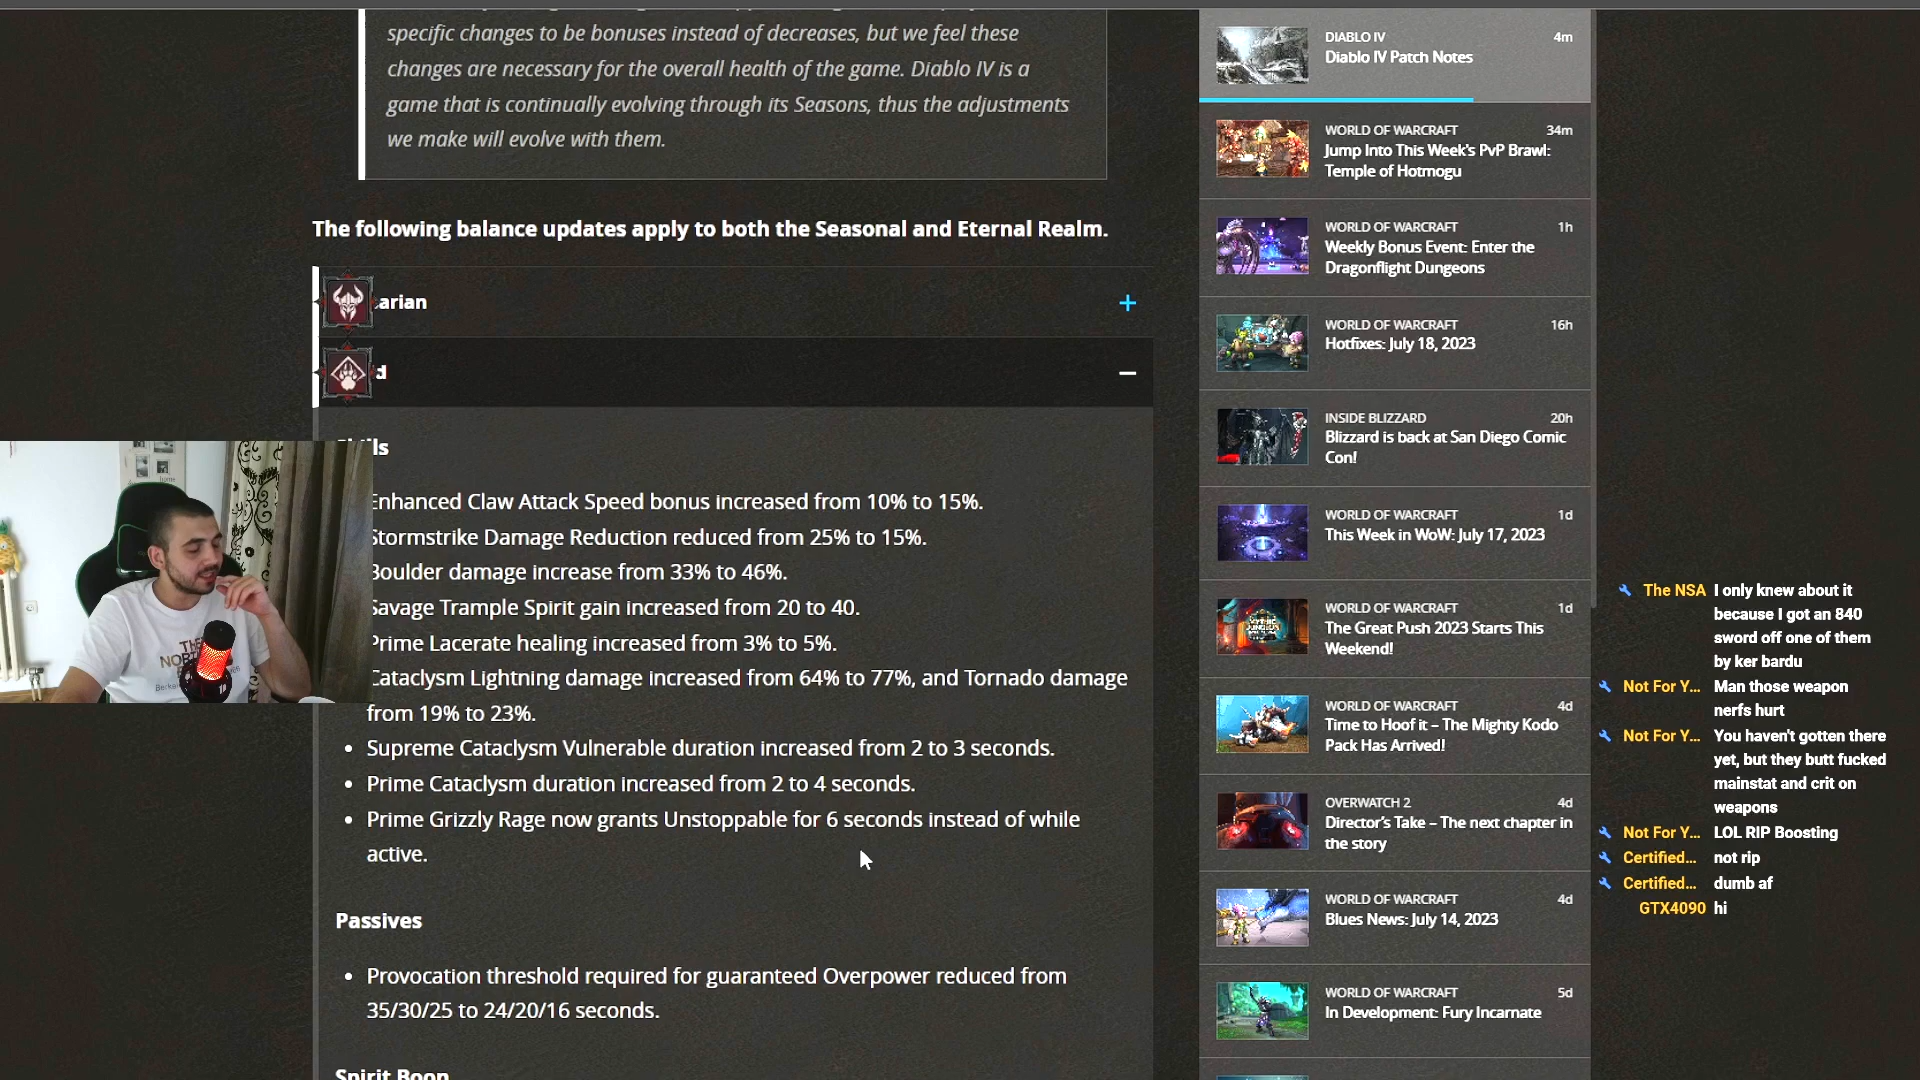 specific changes to be bonuses instead of decreases, but we feel these
changes are necessary for the overall health of the game. Diablo IV is a
game that is continually evolving through its Seasons, thus the adjustments
we make will evolve with them.
The following balance updates apply to both the Seasonal and Eternal Realm.
arian
d
ls
Enhanced Claw Attack Speed bonus increased from 10% to 15%.
Stormstrike Damage Reduction reduced from 25% to 15%.
Boulder damage increase from 33% to 46%.
Savage Trample Spirit gain increased from 20 to 40.
Prime Lacerate healing increased from 3% to 5%.
Cataclysm Lightning damage increased from 64% to 77%, and Tornado damage
from 19% to 23%.
• Supreme Cataclysm Vulnerable duration increased from 2 to 3 seconds.
• Prime Cataclysm duration increased from 2 to 4 seconds.
• Prime Grizzly Rage now grants Unstoppable for 6 seconds instead of while
active.
Passives
• Provocation threshold required for guaranteed Overpower reduced from
35/30/25 to 24/20/16 seconds.
Spirit Boon
DIABLO IV 4m
Diablo IV Patch Notes
WORLD OF WARCRAFT 34m
Jump Into This Week's PvP Brawl:
Temple of Hotmogu
WORLD OF WARCRAFT 1h
Weekly Bonus Event: Enter the
Dragonflight Dungeons
WORLD OF WARCRAFT 16h
Hotfixes: July 18, 2023
INSIDE BLIZZARD 20h
Blizzard is back at San Diego Comic
Con!
WORLD OF WARCRAFT 1d
This Week in WoW: July 17, 2023
WORLD OF WARCRAFT 1d
The Great Push 2023 Starts This
Weekend!
WORLD OF WARCRAFT 4d
Time to Hoof it – The Mighty Kodo
Pack Has Arrived!
OVERWATCH 2 4d
Director's Take – The next chapter in
the story
WORLD OF WARCRAFT 4d
Blues News: July 14, 2023
WORLD OF WARCRAFT 5d
In Development: Fury Incarnate
The NSA I only knew about it
because I got an 840
sword off one of them
by ker bardu
Not For Y... Man those weapon
nerfs hurt
Not For Y... You haven't gotten there
yet, but they butt fucked
mainstat and crit on
weapons
Not For Y... LOL RIP Boosting
Certified... not rip
Certified... dumb af
GTX4090 hi